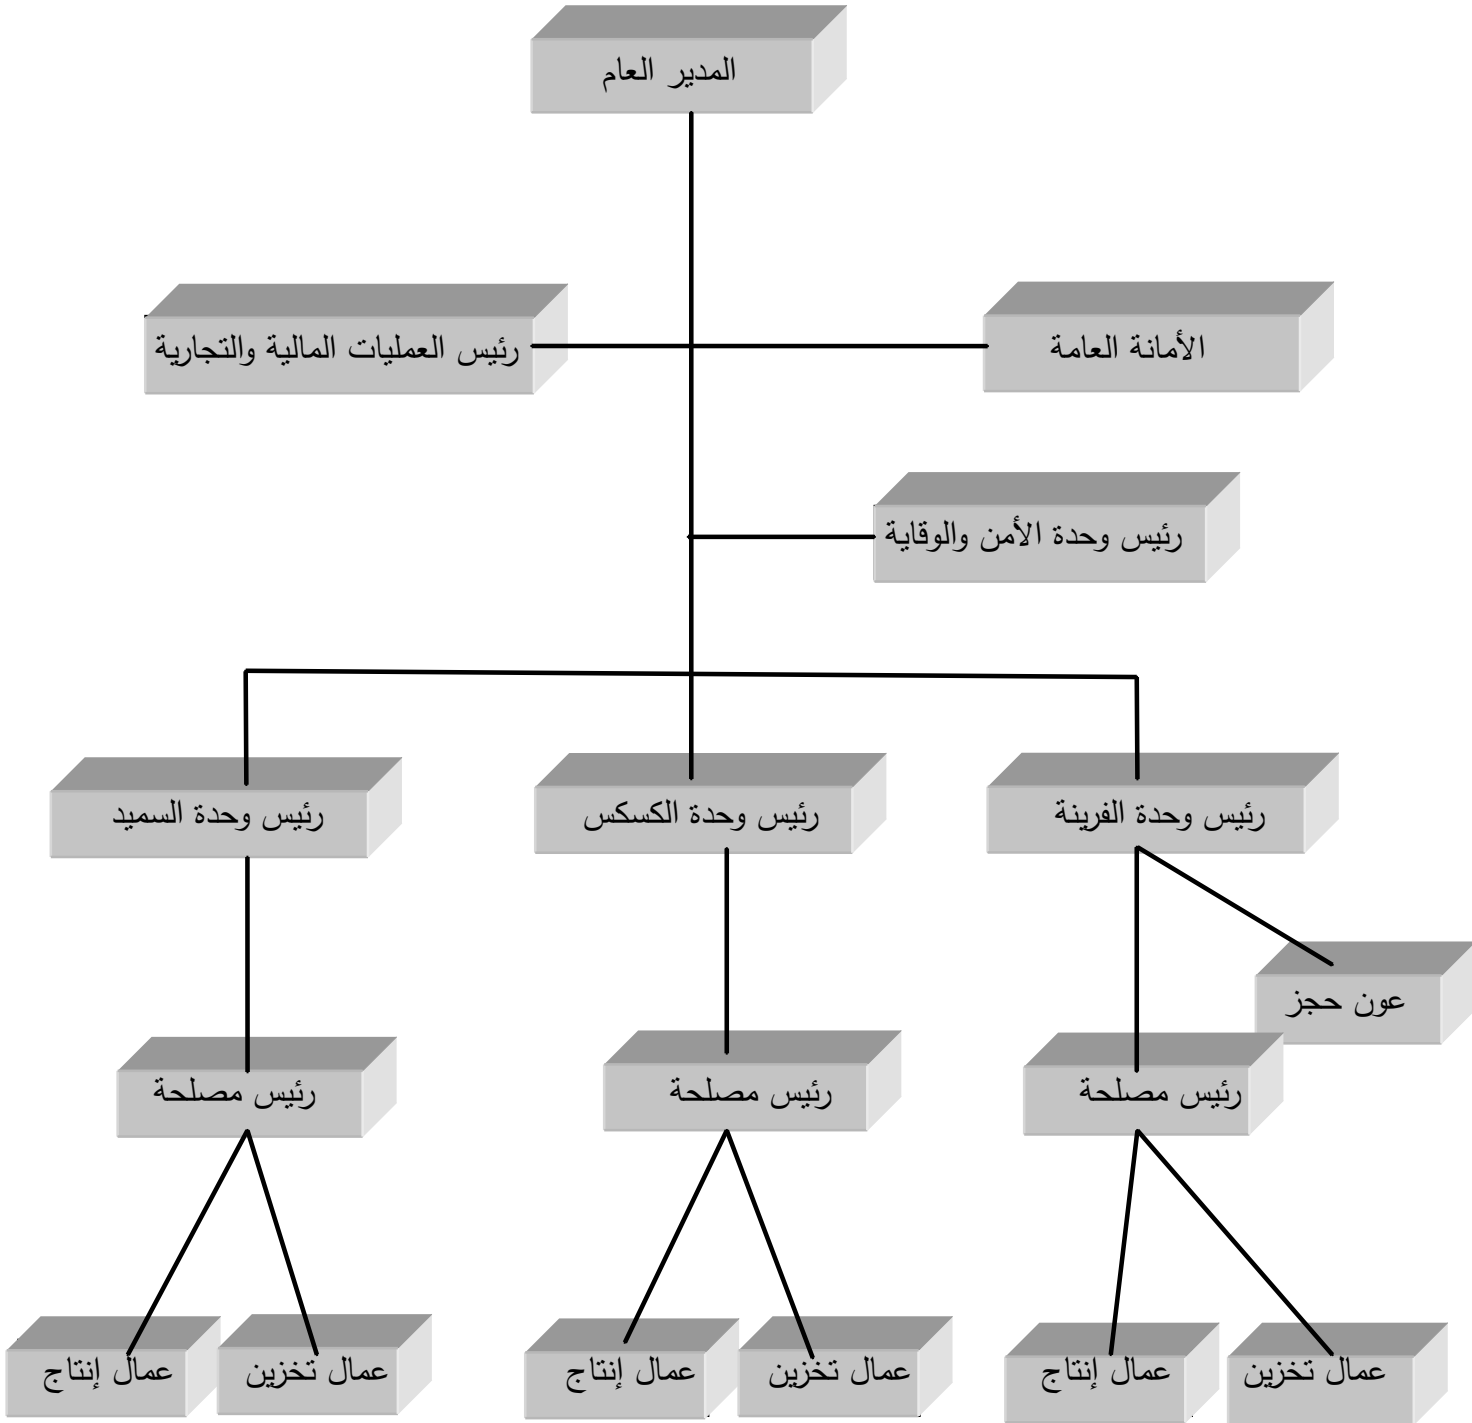 المدير العام
الأمانة العامة
رئيس العمليات المالية والتجارية
رئيس وحدة الأمن والوقاية
رئيس وحدة الفرينة
رئيس وحدة الكسكس
رئيس وحدة السميد
عون حجز
رئيس مصلحة
رئيس مصلحة
رئيس مصلحة
عمال تخزين
عمال إنتاج
عمال تخزين
عمال إنتاج
عمال تخزين
عمال إنتاج